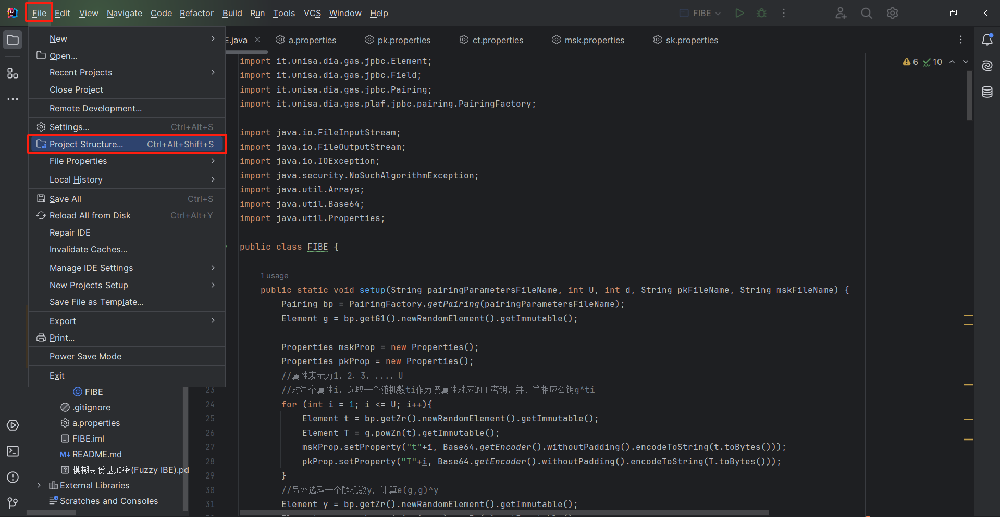 File Edit View Navigate Code Refactor Build Run Tools VCS Window Help FIBE
E.java a.properties pk.properties ct.properties msk.properties sk.properties
New
Open...
Recent Projects
Close Project
Remote Development...
Settings... Ctrl+Alt+S
Project Structure... Ctrl+Alt+Shift+S
File Properties
Local History
Save All Ctrl+S
Reload All from Disk Ctrl+Alt+Y
Repair IDE
Invalidate Caches...
Manage IDE Settings
New Projects Setup
Save File as Template...
Export
Print...
Power Save Mode
Exit
FIBE
.gitignore
a.properties
FIBE.iml
README.md
模糊身份基加密(Fuzzy IBE).pd
External Libraries
Scratches and Consoles
6 10
import it.unisa.dia.gas.jpbc.Element;
import it.unisa.dia.gas.jpbc.Field;
import it.unisa.dia.gas.jpbc.Pairing;
import it.unisa.dia.gas.plaf.jpbc.pairing.PairingFactory;
import java.io.FileInputStream;
import java.io.FileOutputStream;
import java.io.IOException;
import java.security.NoSuchAlgorithmException;
import java.util.Arrays;
import java.util.Base64;
import java.util.Properties;
public class FIBE {
1 usage
public static void setup(String pairingParametersFileName, int U, int d, String pkFileName, String mskFileName) {
Pairing bp = PairingFactory.getPairing(pairingParametersFileName);
Element g = bp.getG1().newRandomElement().getImmutable();
Properties mskProp = new Properties();
Properties pkProp = new Properties();
//属性表示为1, 2, 3, ..., U
23 //对每个属性i, 选取一个随机数ti作为该属性对应的主密钥, 并计算相应公钥g^ti
24 for (int i = 1; i <= U; i++){
25 Element t = bp.getZr().newRandomElement().getImmutable();
26 Element T = g.powZn(t).getImmutable();
27 mskProp.setProperty("t"+i, Base64.getEncoder().withoutPadding().encodeToString(t.toBytes()));
28 pkProp.setProperty("T"+i, Base64.getEncoder().withoutPadding().encodeToString(T.toBytes()));
29 }
30 //另外选取一个随机数y, 计算e(g,g)^y
31 Element y = bp.getZr().newRandomElement().getImmutable();